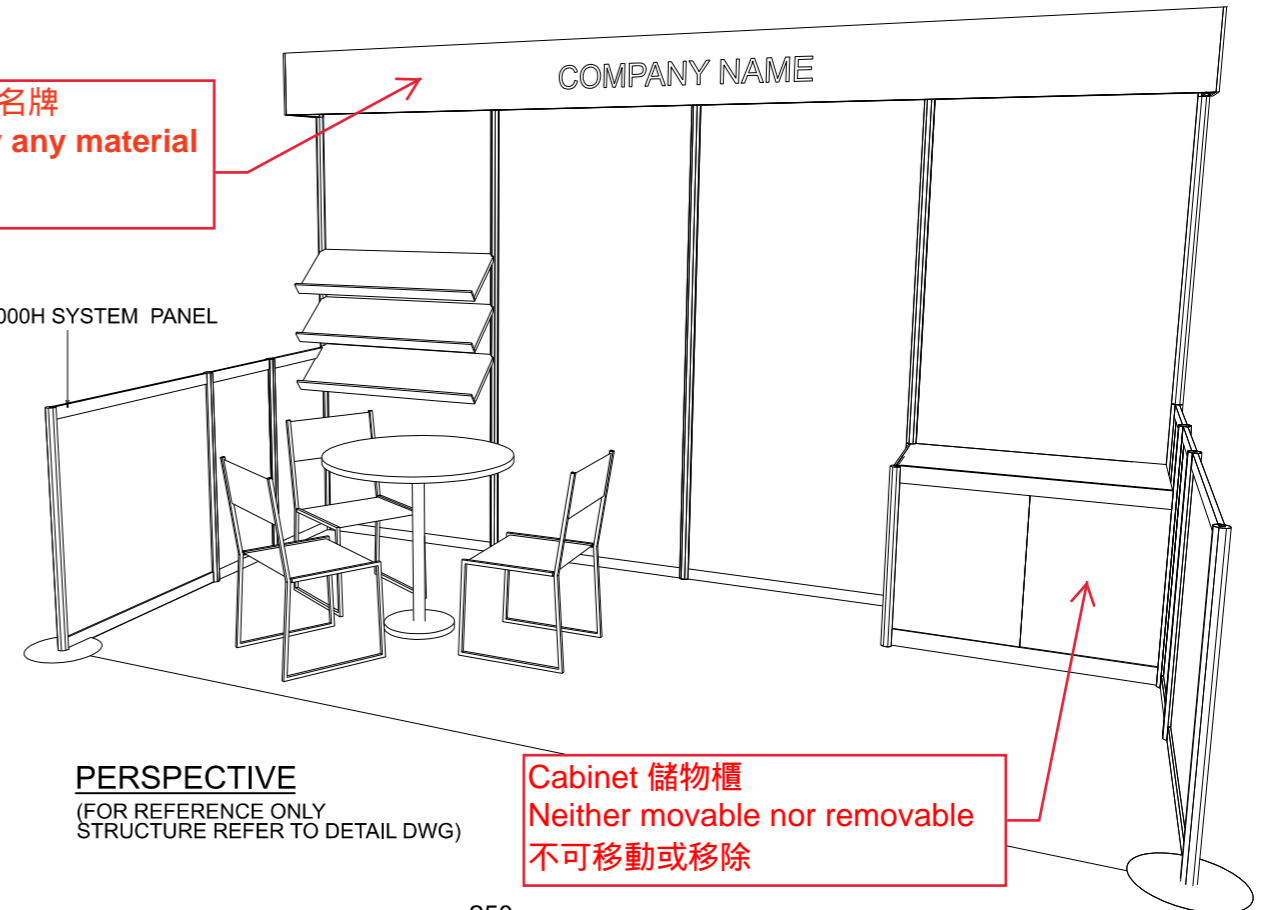 COMPANY NAME
名牌
any material
SYSTEM PANEL
PERSPECTIVE
(FOR REFERENCE ONLY
STRUCTURE REFER TO DETAIL DWG)
Cabinet 儲物櫃
Neither movable nor removable
不可移動或移除